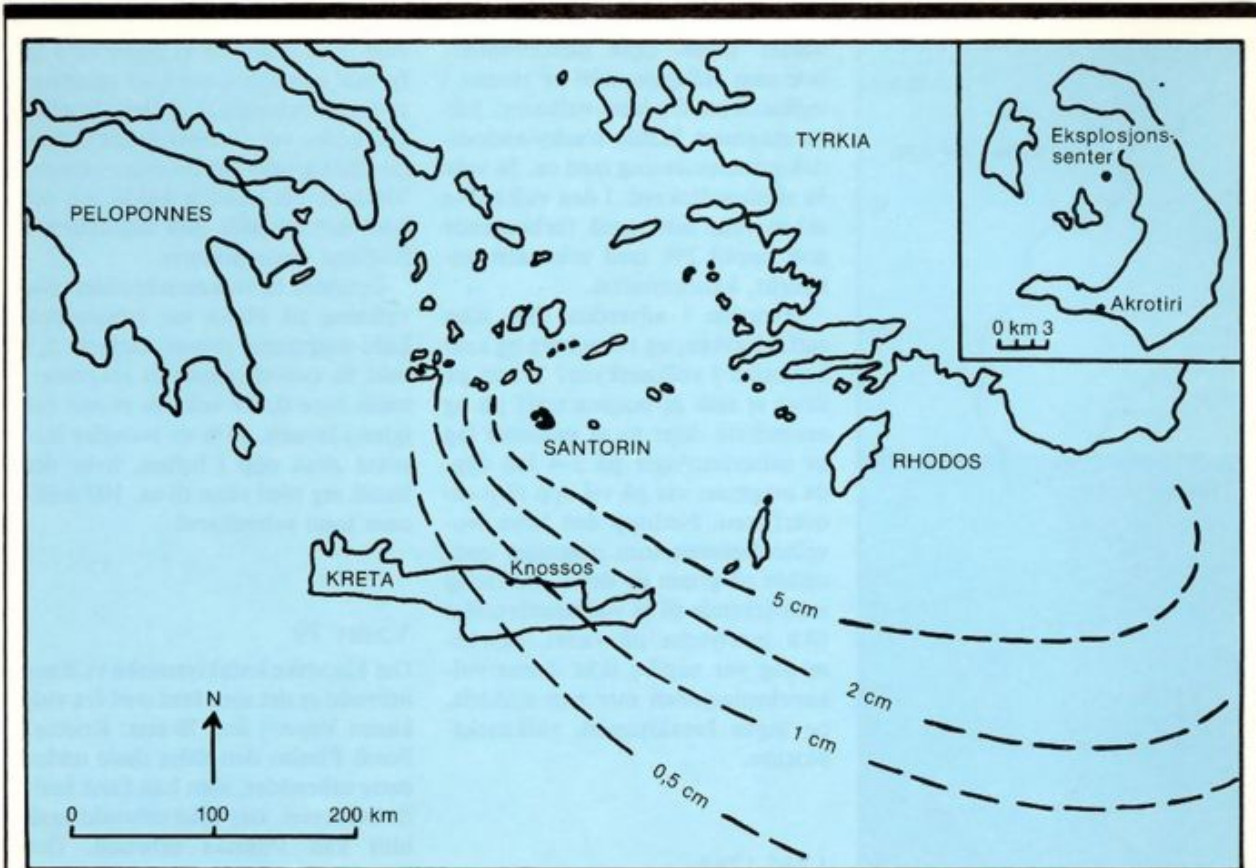 PELOPONNES
TYRKIA
SANTORIN
RHODOS
KRETA
Knossos
5 cm
2 cm
1 cm
0,5 cm
N
0 100 200 km
Eksplosjons-
senter
Akrotiri
0 km 3